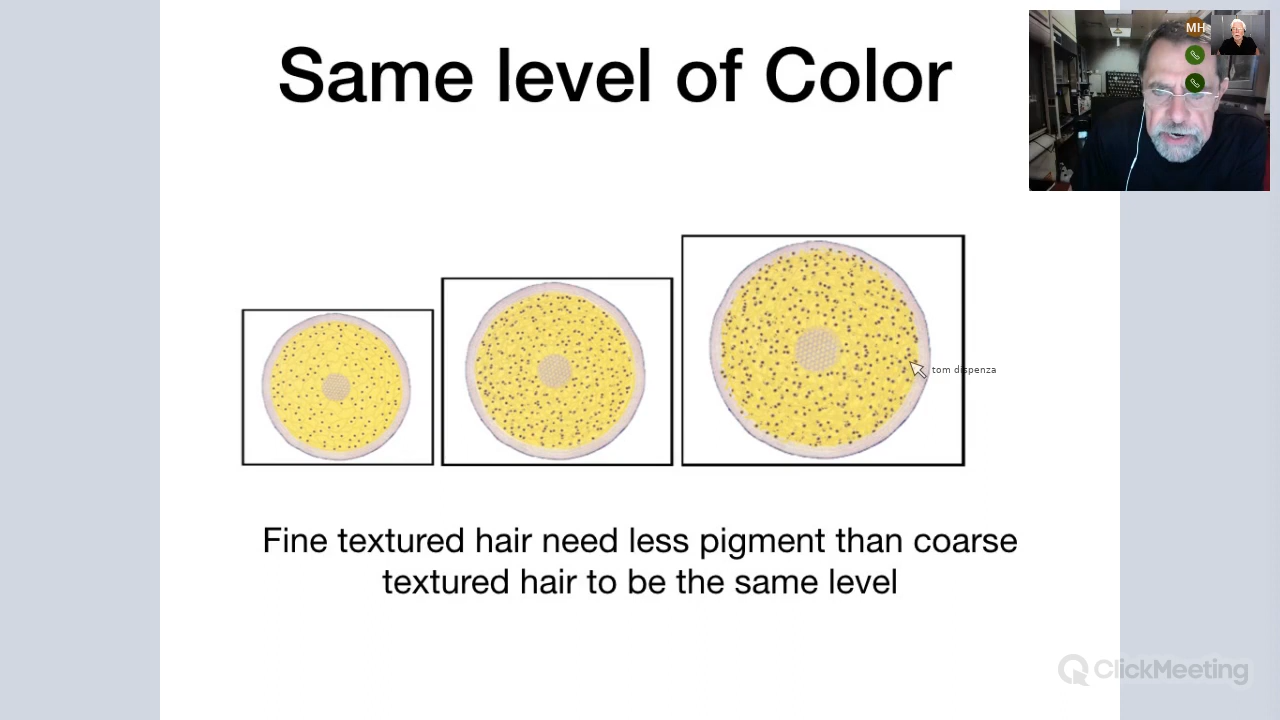 Same level of Color
MH
tom dispenza
Fine textured hair need less pigment than coarse
textured hair to be the same level
ClickMeeting